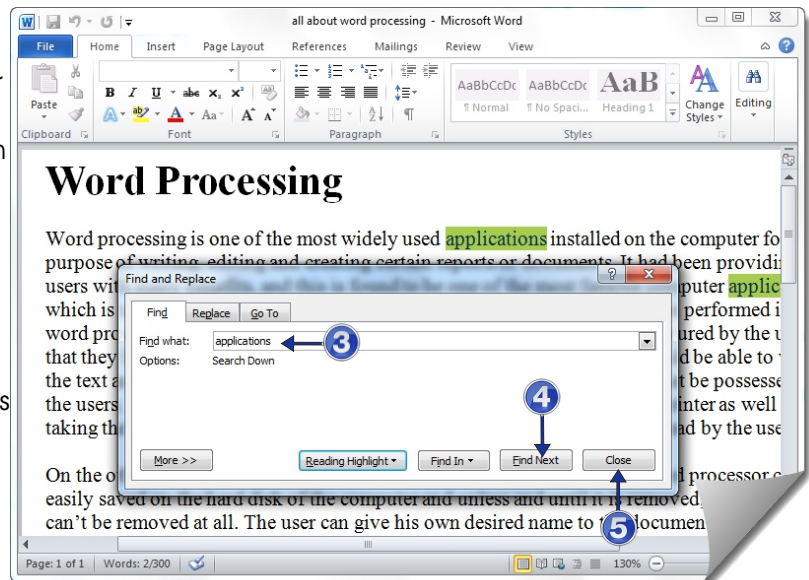 all about word processing - Microsoft Word
File Home Insert Page Layout References Mailings Review View
Paste
B I U abc X₂ X² AaBbCcDc AaBbCcDc AaB Change Styles Editing
A ab A Aa A A ¶ Normal ¶ No Spaci... Heading 1
Clipboard Font Paragraph Styles
Word Processing
Word processing is one of the most widely used applications installed on the computer fo
purpose of writing, editing and creating certain reports or documents. It had been providi
users wi puter applic
Find and Replace
which is performed i
Find Replace Go To
word pro ured by the u
Find what: applications 3
that they d be able to
Options: Search Down
the text a t be possesse
the users inter as well
4
taking th ad by the use
More >> Reading Highlight Find In Find Next Close
On the o d processor c
easily saved on the hard disk of the computer and unless and until it is removed,
can't be removed at all. The user can give his own desired name to t documen
5
Page: 1 of 1 Words: 2/300 130%